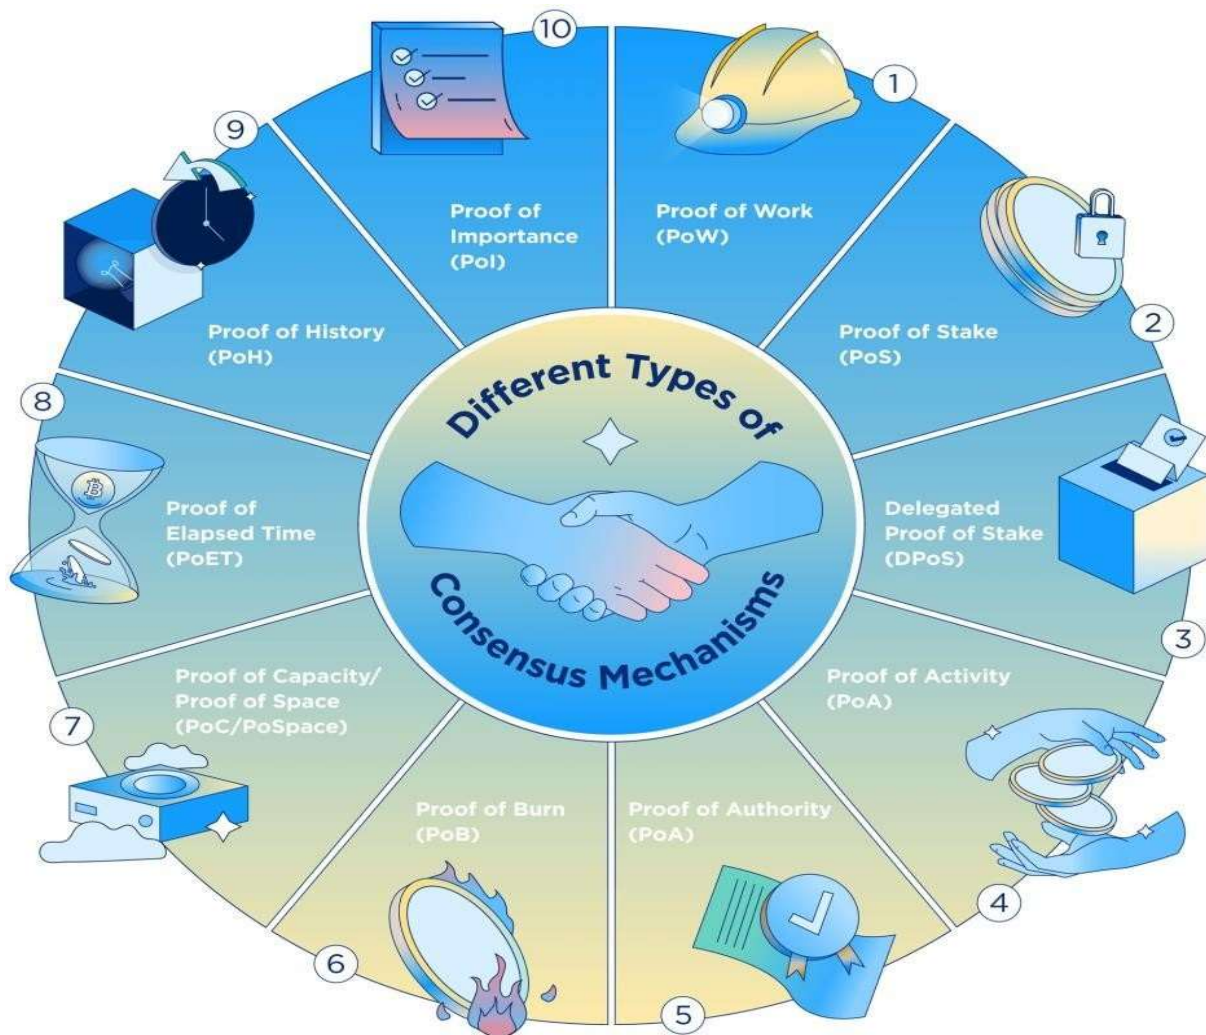 Different Types of
Consensus Mechanisms
1
Proof of Work
(PoW)
2
Proof of Stake
(PoS)
3
Delegated
Proof of Stake
(DPoS)
4
Proof of Activity
(PoA)
5
Proof of Authority
(PoA)
6
Proof of Burn
(PoB)
7
Proof of Capacity/
Proof of Space
(PoC/PoSpace)
8
Proof of
Elapsed Time
(PoET)
9
Proof of History
(PoH)
10
Proof of
Importance
(PoI)